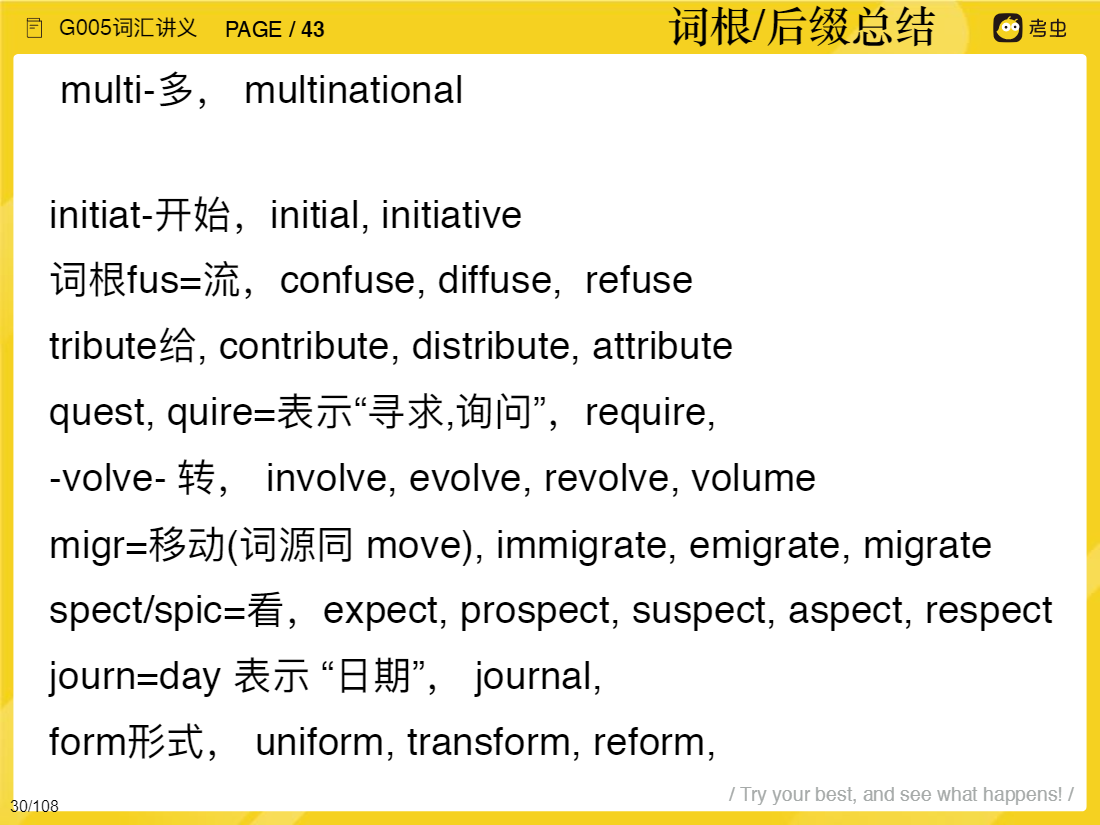 G005词汇讲义 PAGE / 43
词根/后缀总结
考虫
multi-多， multinational
initiat-开始，initial, initiative
词根fus=流，confuse, diffuse, refuse
tribute给, contribute, distribute, attribute
quest, quire=表示“寻求,询问”，require,
-volve- 转， involve, evolve, revolve, volume
migr=移动(词源同 move), immigrate, emigrate, migrate
spect/spic=看，expect, prospect, suspect, aspect, respect
journ=day 表示 “日期”， journal,
form形式， uniform, transform, reform,
/ Try your best, and see what happens! /
30/108